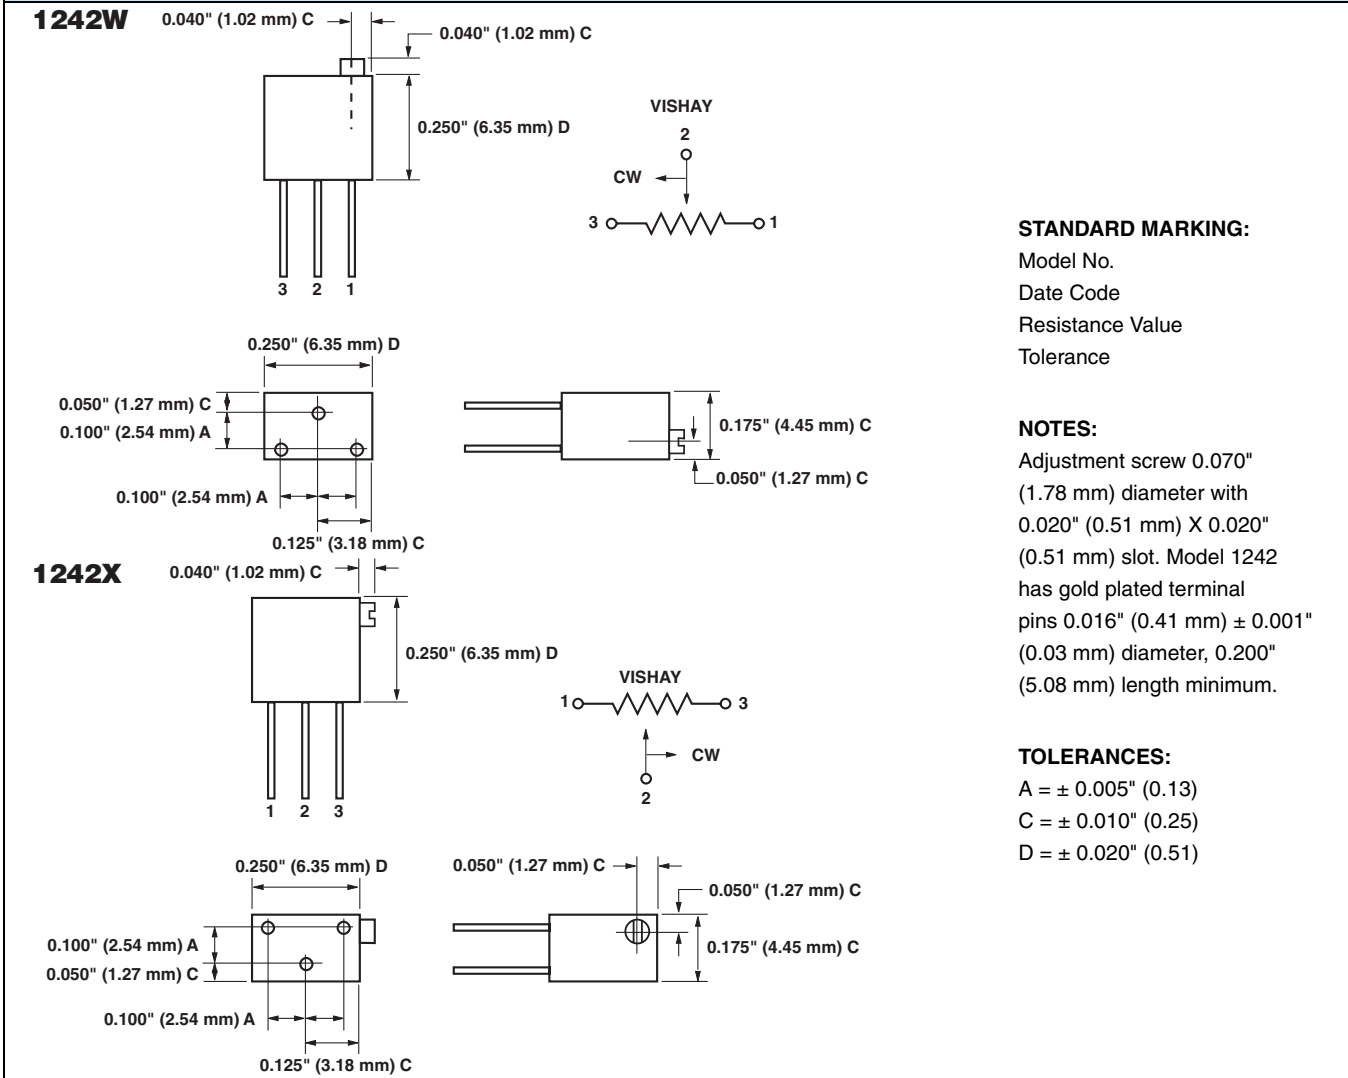 1242W
0.040" (1.02 mm) C
0.040" (1.02 mm) C
0.250" (6.35 mm) D
3 2 1
VISHAY
2
CW
3 1
0.250" (6.35 mm) D
0.050" (1.27 mm) C
0.100" (2.54 mm) A
0.100" (2.54 mm) A
0.125" (3.18 mm) C
0.175" (4.45 mm) C
0.050" (1.27 mm) C
1242X
0.040" (1.02 mm) C
0.250" (6.35 mm) D
1 2 3
VISHAY
1 3
CW
2
0.250" (6.35 mm) D
0.100" (2.54 mm) A
0.050" (1.27 mm) C
0.100" (2.54 mm) A
0.125" (3.18 mm) C
0.050" (1.27 mm) C
0.050" (1.27 mm) C
0.175" (4.45 mm) C
STANDARD MARKING:
Model No.
Date Code
Resistance Value
Tolerance
NOTES:
Adjustment screw 0.070"
(1.78 mm) diameter with
0.020" (0.51 mm) X 0.020"
(0.51 mm) slot. Model 1242
has gold plated terminal
pins 0.016" (0.41 mm) ± 0.001"
(0.03 mm) diameter, 0.200"
(5.08 mm) length minimum.
TOLERANCES:
A = ± 0.005" (0.13)
C = ± 0.010" (0.25)
D = ± 0.020" (0.51)